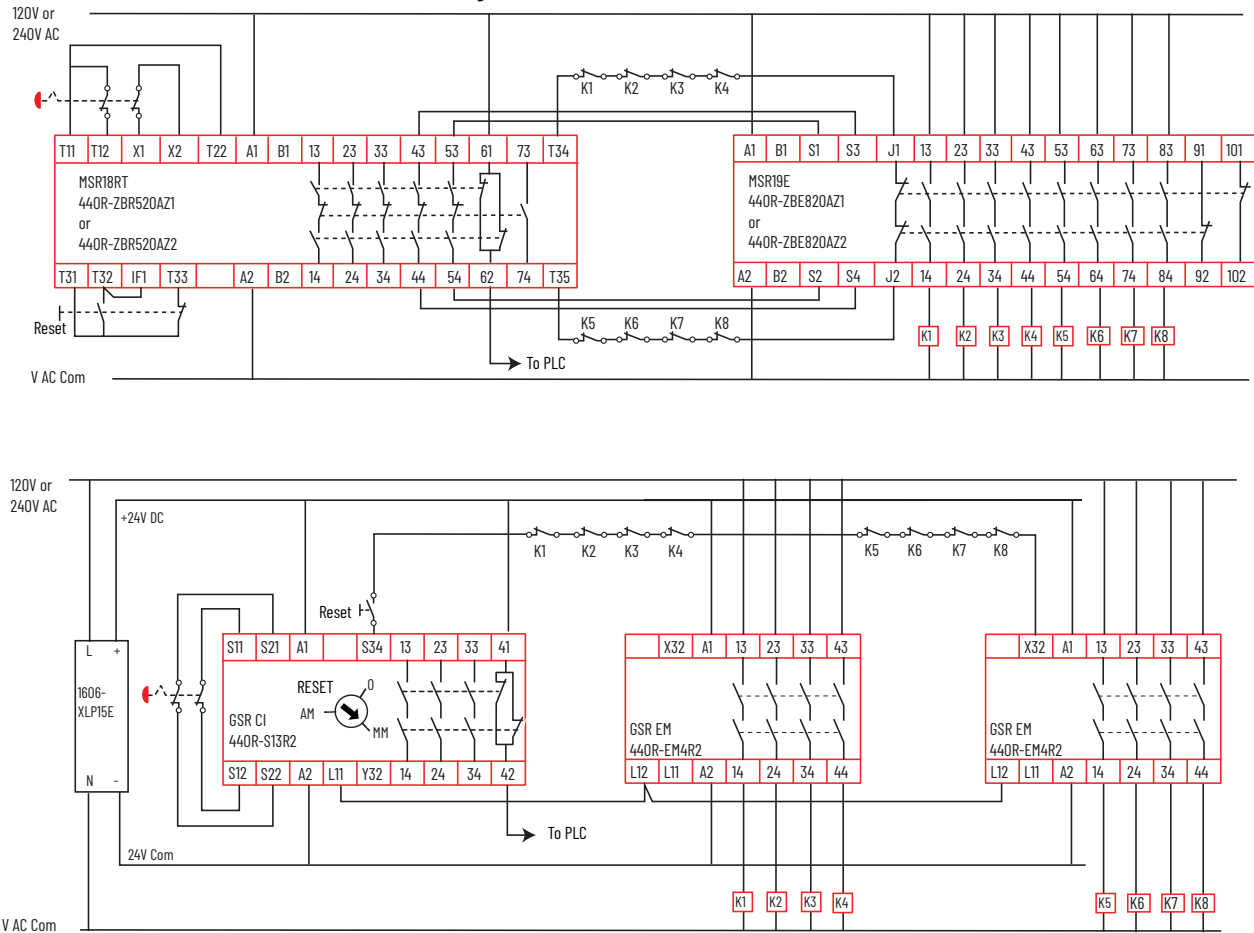 120V or
240V AC
K1 K2 K3 K4
T11 T12 X1 X2 T22 A1 B1 13 23 33 43 53 61 73 T34
MSR18RT
440R-ZBR520AZ1
or
440R-ZBR520AZ2
T31 T32 IF1 T33 A2 B2 14 24 34 44 54 62 74 T35
Reset
A1 B1 S1 S3 J1 13 23 33 43 53 63 73 83 91 101
MSR19E
440R-ZBE820AZ1
or
440R-ZBE820AZ2
A2 B2 S2 S4 J2 14 24 34 44 54 64 74 84 92 102
K5 K6 K7 K8
K1 K2 K3 K4 K5 K6 K7 K8
To PLC
V AC Com
120V or
240V AC
+24V DC
K1 K2 K3 K4
K5 K6 K7 K8
Reset
L +
1606-
XLP15E
N -
S11 S21 A1 S34 13 23 33 41
RESET
0
AM
MM
GSR CI
440R-S13R2
S12 S22 A2 L11 Y32 14 24 34 42
To PLC
X32 A1 13 23 33 43
GSR EM
440R-EM4R2
L12 L11 A2 14 24 34 44
X32 A1 13 23 33 43
GSR EM
440R-EM4R2
L12 L11 A2 14 24 34 44
24V Com
K1 K2 K3 K4
K5 K6 K7 K8
V AC Com